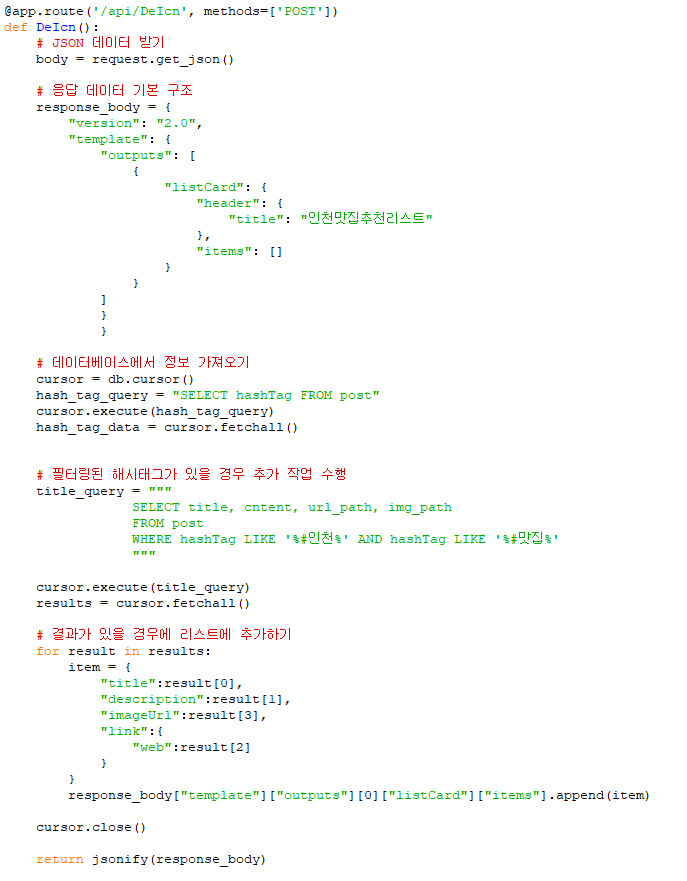 @app.route('/api/DeIcn', methods=['POST'])
def DeIcn():
    # JSON 데이터 받기
    body = request.get_json()

    # 응답 데이터 기본 구조
    response_body = {
        "version": "2.0",
        "template": {
            "outputs": [
                {
                    "listCard": {
                        "header": {
                            "title": "인천맛집추천리스트"
                        },
                        "items": []
                    }
                }
            ]
            }
            }

    # 데이터베이스에서 정보 가져오기
    cursor = db.cursor()
    hash_tag_query = "SELECT hashTag FROM post"
    cursor.execute(hash_tag_query)
    hash_tag_data = cursor.fetchall()


    # 필터링된 해시태그가 있을 경우 추가 작업 수행
    title_query = """
                SELECT title, cntent, url_path, img_path
                FROM post
                WHERE hashTag LIKE '%#인천%' AND hashTag LIKE '%#맛집%'
                """

    cursor.execute(title_query)
    results = cursor.fetchall()

    # 결과가 있을 경우에 리스트에 추가하기
    for result in results:
        item = {
            "title":result[0],
            "description":result[1],
            "imageUrl":result[3],
            "link":{
                "web":result[2]
            }
        }
        response_body["template"]["outputs"][0]["listCard"]["items"].append(item)

    cursor.close()

    return jsonify(response_body)